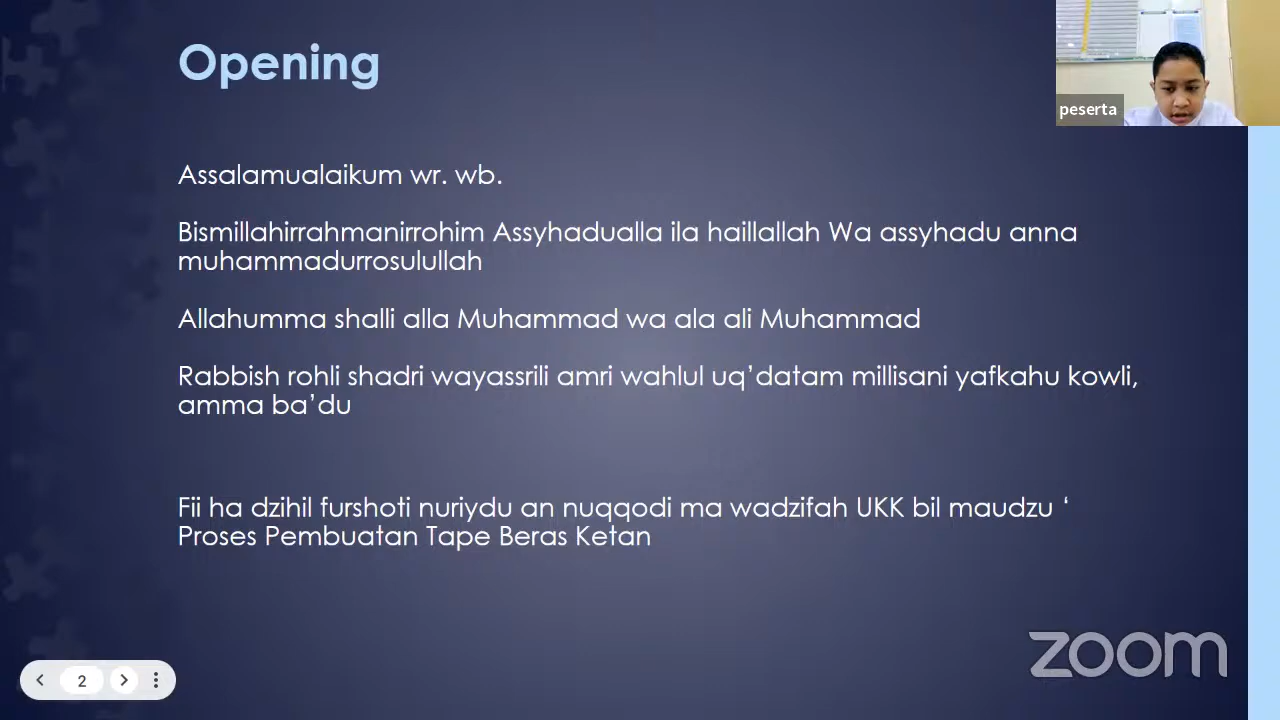 Opening
peserta
Assalamualaikum wr. wb.
Bismillahirrahmanirrohim Assyhadualla ila haillallah Wa assyhadu anna
muhammadurrosulullah
Allahumma shalli alla Muhammad wa ala ali Muhammad
Rabbish rohli shadri wayassrili amri wahlul uq’datam millisani yafkahu kowli,
amma ba’du
Fii ha dzihil furshoti nuriydu an nuqqodi ma wadzifah UKK bil maudzu ‘
Proses Pembuatan Tape Beras Ketan
2
zoom